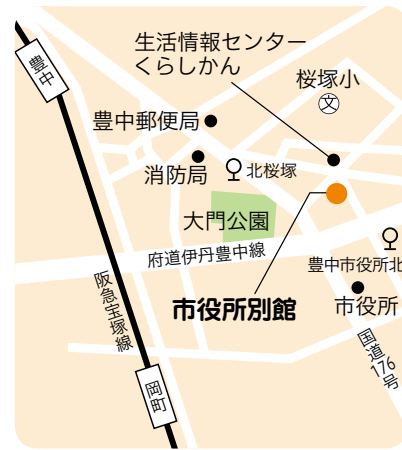 生活情報センター
くらしかん
豊中
桜塚小
文
豊中郵便局
消防局
北桜塚
大門公園
府道伊丹豊中線
豊中市役所北
阪急宝塚線
市役所別館
市役所
国道176号
岡町